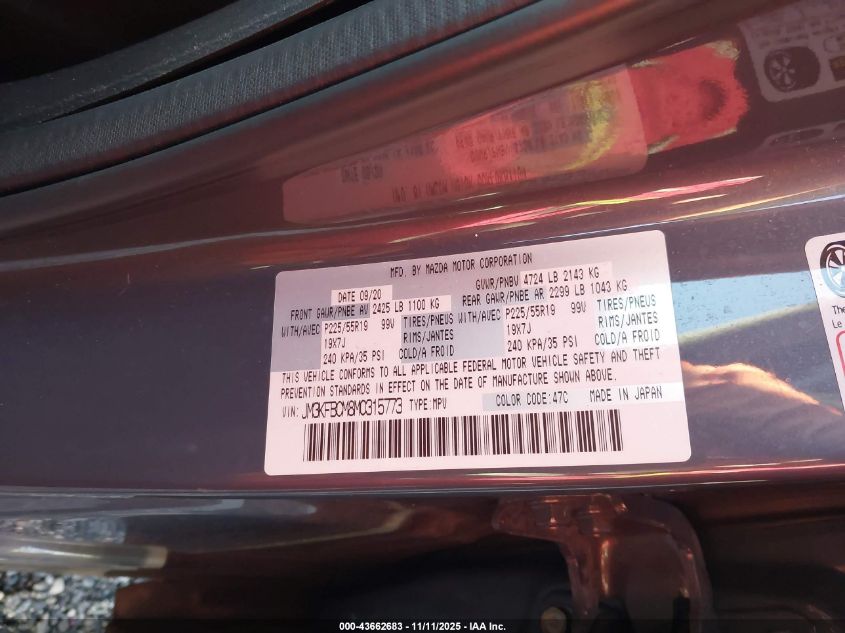 MFD. BY MAZDA MOTOR CORPORATION
DATE 09/20 GVWR/PNBV 4724 LB 2143 KG
FRONT GAWR/PNBE AV 2425 LB 1100 KG REAR GAWR/PNBE AR 2299 LB 1043 KG
WITH/AVEC P225/55R19 99V TIRES/PNEUS WITH/AVEC P225/55R19 99V TIRES/PNEUS
19X7J RIMS/JANTES 19X7J RIMS/JANTES
240 KPA/35 PSI COLD/A FROID 240 KPA/35 PSI COLD/A FROID
THIS VEHICLE CONFORMS TO ALL APPLICABLE FEDERAL MOTOR VEHICLE SAFETY AND THEFT
PREVENTION STANDARDS IN EFFECT ON THE DATE OF MANUFACTURE SHOWN ABOVE.
VIN: JM3KFBCM8M0315773 TYPE:MPV COLOR CODE:47C MADE IN JAPAN
The
Le
000-43662683 - 11/11/2025 - IAA Inc.